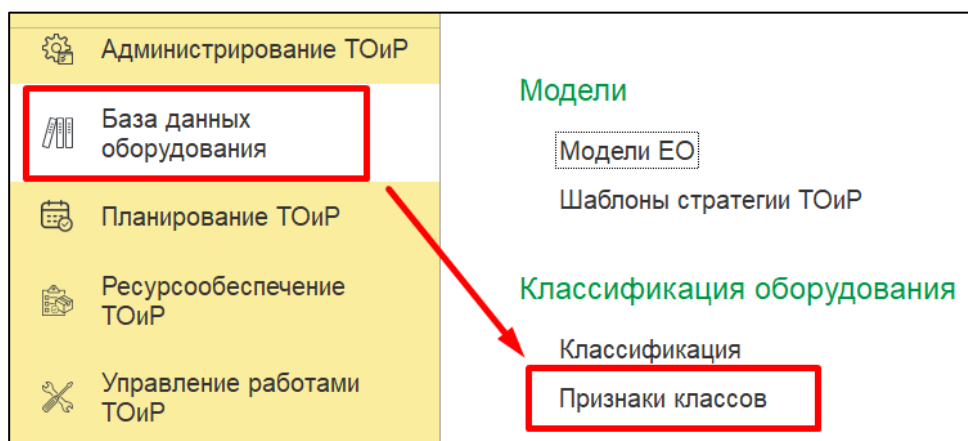 Администрирование ТОиР
База данных
оборудования
Планирование ТОиР
Ресурсообеспечение
ТОиР
Управление работами
ТОиР
Модели
Модели ЕО
Шаблоны стратегии ТОиР
Классификация оборудования
Классификация
Признаки классов